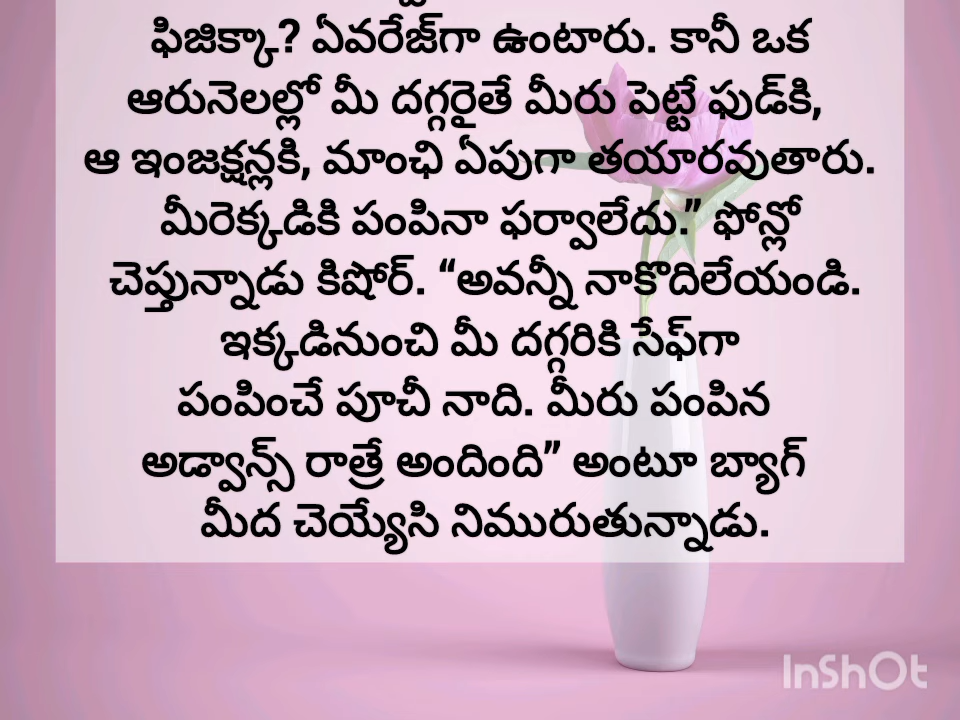 ఫిజిక్కా? ఏవరేజ్‌గా ఉంటారు. కానీ ఒక
ఆరునెలల్లో మీ దగ్గరైతే మీరు పెట్టే ఫుడ్‌కి,
ఆ ఇంజక్షన్లకి, మాంఛి ఏపుగా తయారవుతారు.
మీరెక్కడికి పంపినా ఫర్వాలేదు.” ఫోన్లో
చెప్తున్నాడు కిషోర్. “అవన్నీ నాకొదిలేయండి.
ఇక్కడినుంచి మీ దగ్గరికి సేఫ్‌గా
పంపించే పూచీ నాది. మీరు పంపిన
అడ్వాన్స్ రాత్రే అందింది” అంటూ బ్యాగ్
మీద చెయ్యేసి నిమురుతున్నాడు.
InShOt